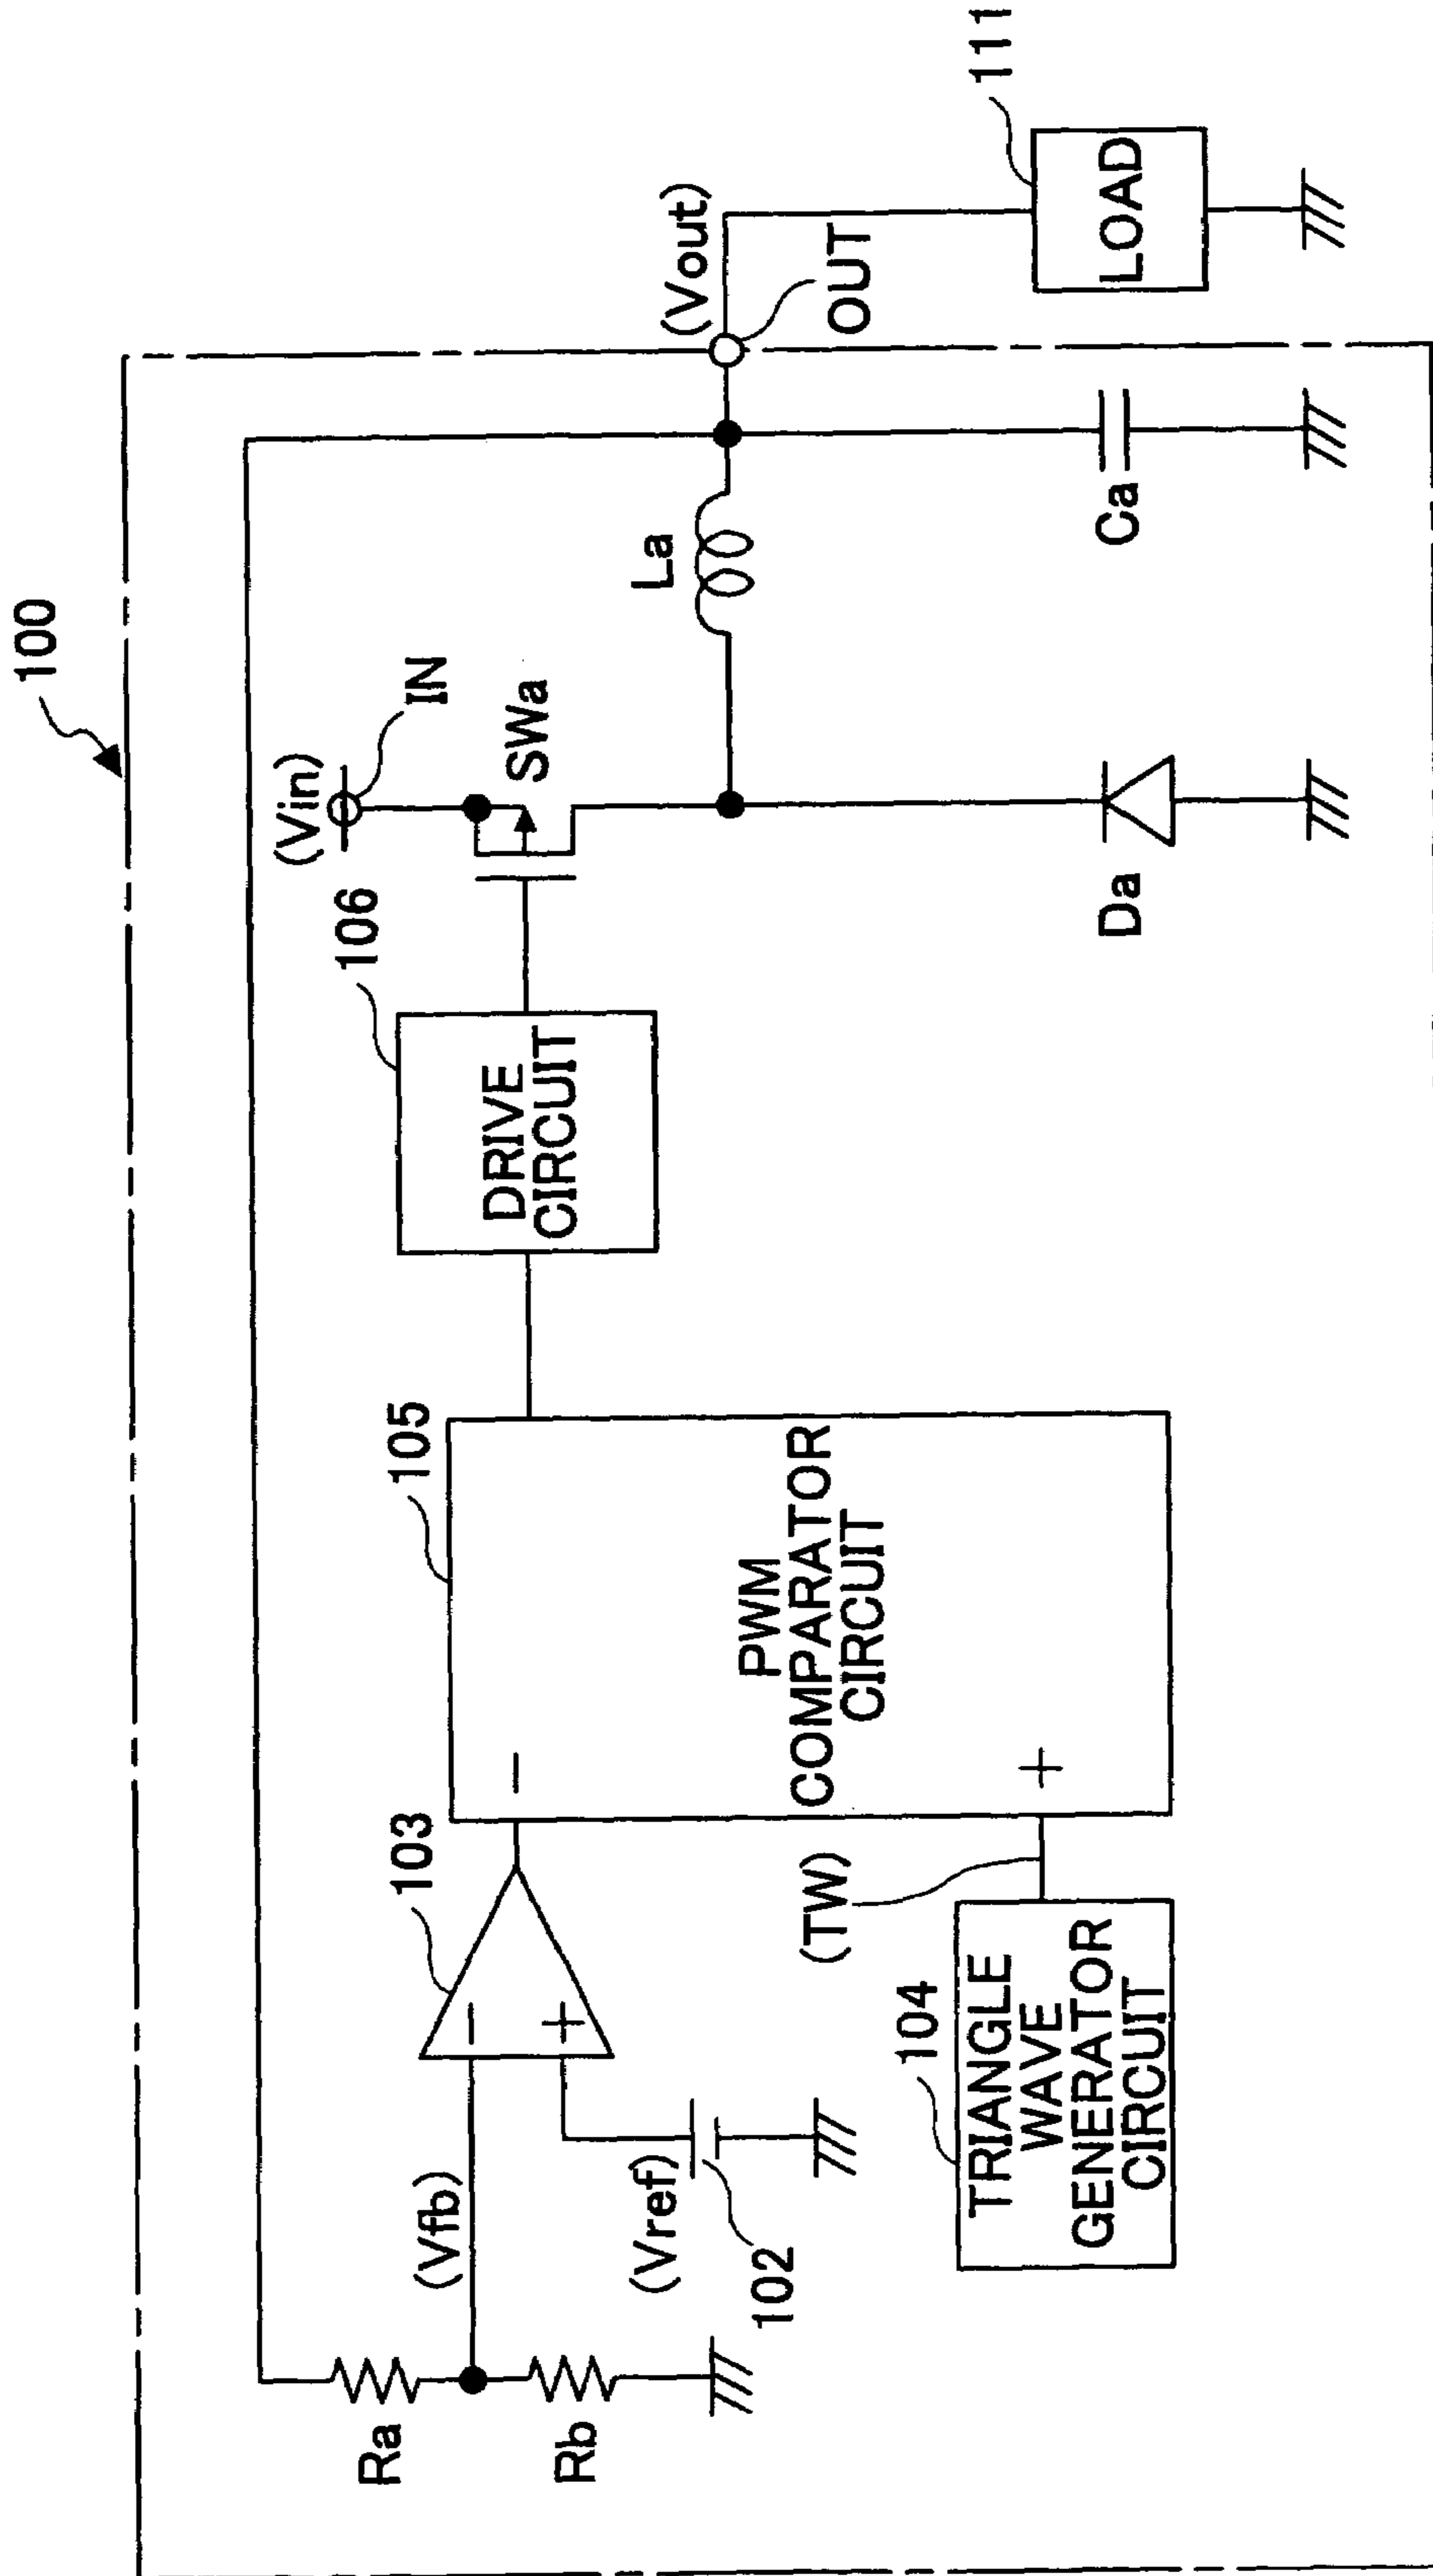 100
(Vin)
IN
SWa
La
(Vout)
OUT
111
LOAD
Ca
Da
106
DRIVE
CIRCUIT
105
−
+
PWM
COMPARATOR
CIRCUIT
103
−
+
(TW)
104
TRIANGLE
WAVE
GENERATOR
CIRCUIT
(Vfb)
(Vref)
102
Ra
Rb